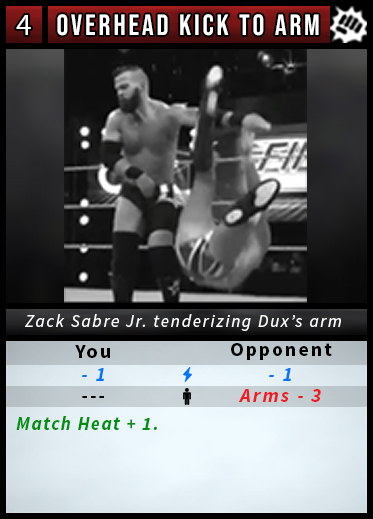 4 OVERHEAD KICK TO ARM
Zack Sabre Jr. tenderizing Dux's arm
You Opponent
- 1 - 1
--- Arms - 3
Match Heat + 1.